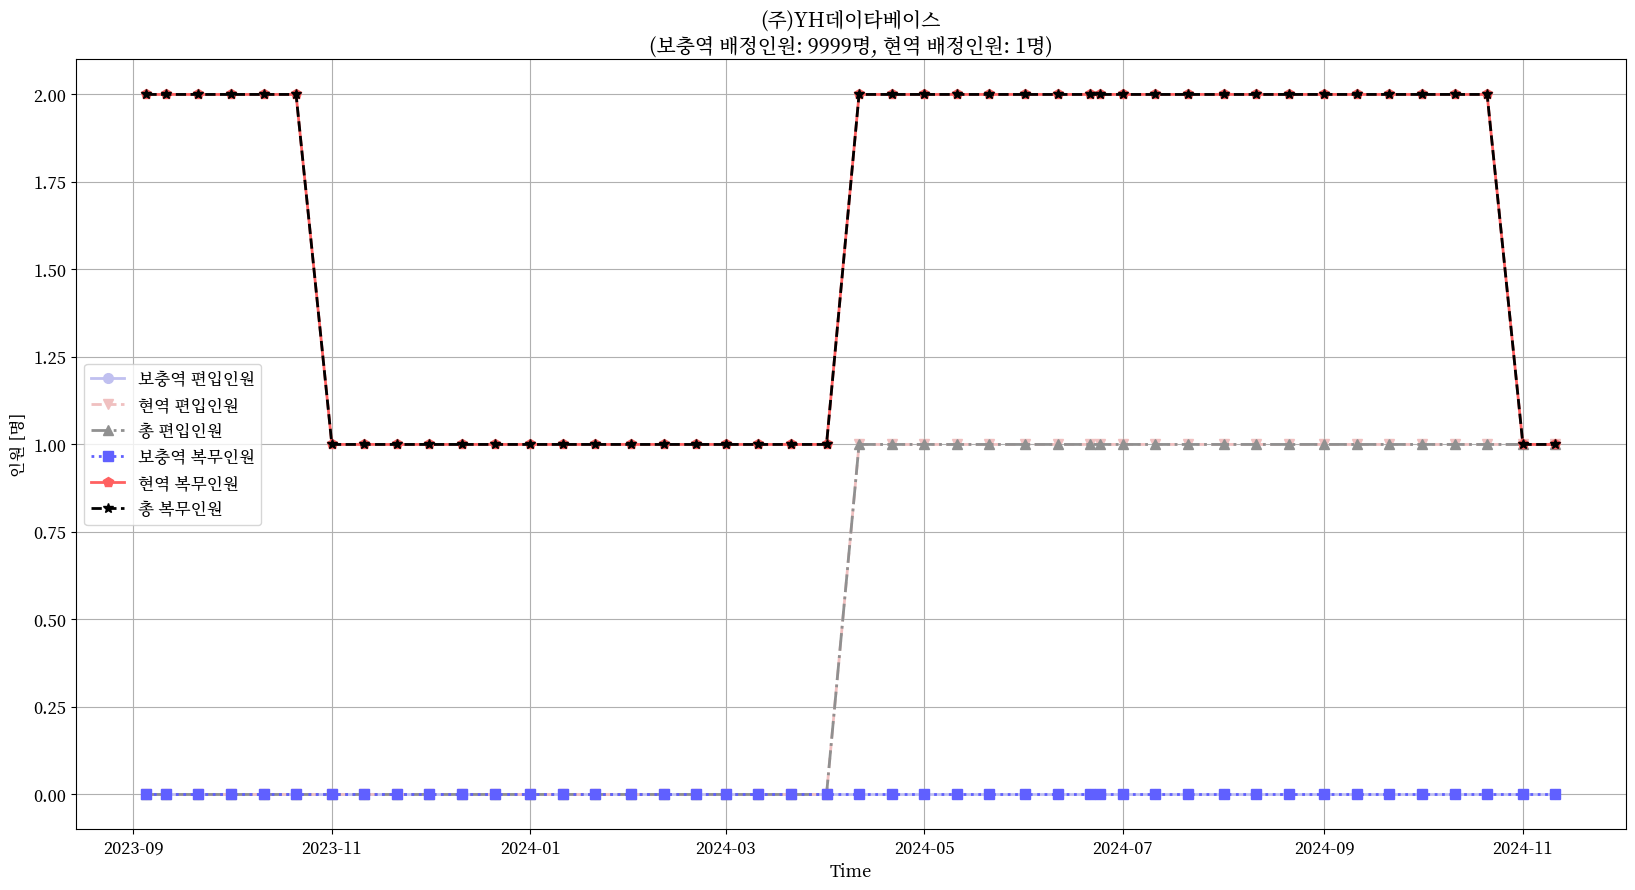 (주)YH데이타베이스
(보충역 배정인원: 9999명, 현역 배정인원: 1명)
2.00
1.75
1.50
1.25
1.00
0.75
0.50
0.25
0.00
인원 [명]
보충역 편입인원
현역 편입인원
총 편입인원
보충역 복무인원
현역 복무인원
총 복무인원
2023-09
2023-11
2024-01
2024-03
2024-05
2024-07
2024-09
2024-11
Time